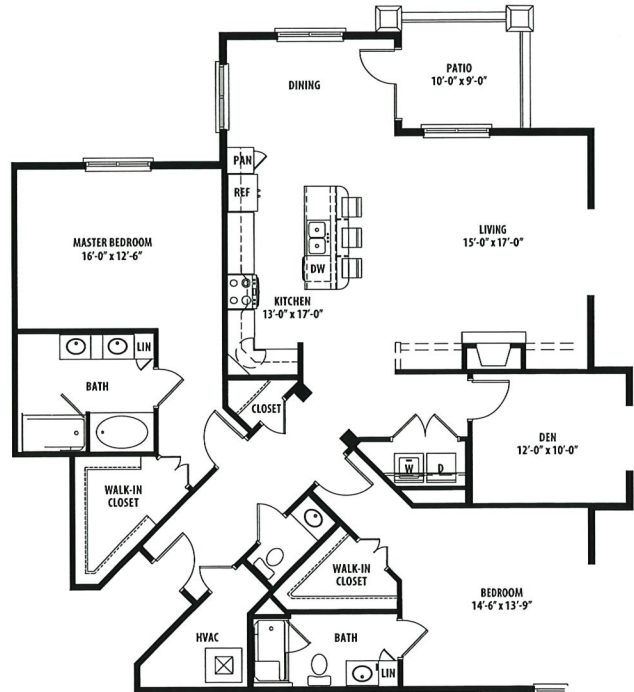 PATIO
10'-0" x 9'-0"
DINING
PAN
REF
MASTER BEDROOM
16'-0" x 12'-6"
LIVING
15'-0" x 17'-0"
DW
KITCHEN
13'-0" x 17'-0"
LIN
BATH
CLOSET
DEN
12'-0" x 10'-0"
W
D
WALK-IN
CLOSET
WALK-IN
CLOSET
BEDROOM
14'-6" x 13'-9"
HVAC
BATH
LIN